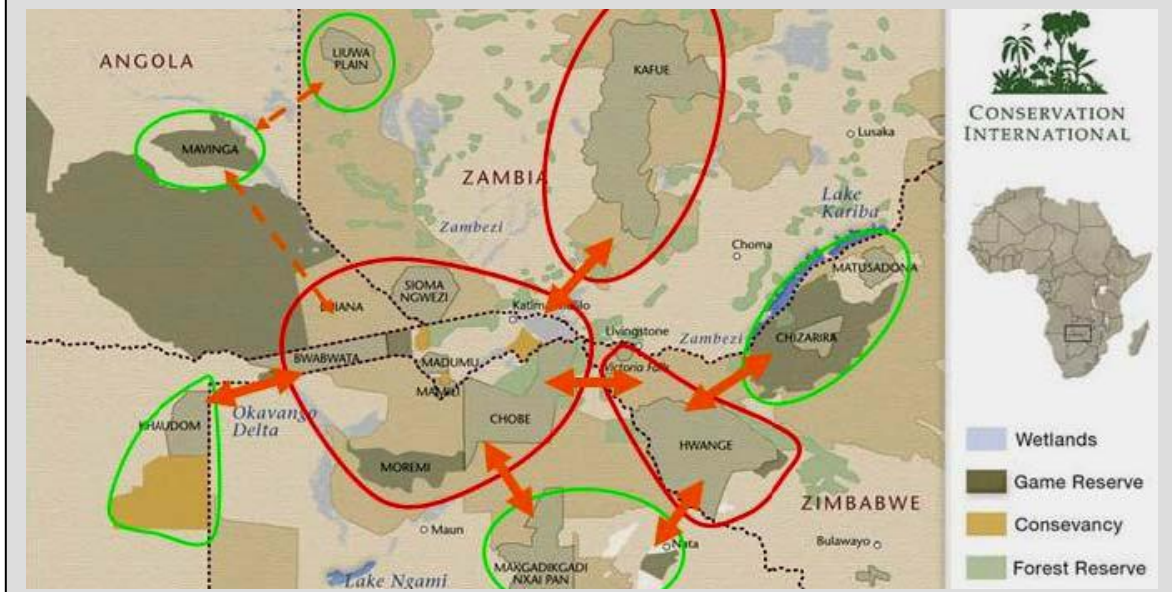 ANGOLA
LIUWA
PLAIN
KAFUE
MAVINGA
Lusaka
ZAMBIA
Lake
Kariba
Zambezi
Choma
MATUSADONA
SIOMA
NGWEZI
Livingstone
Zambezi
CHIZARIRA
Victoria Falls
BWABWATA
MADUMU
Okavango
Delta
KHAUDOM
CHOBE
HWANGE
MOREMI
ZIMBABWE
Maun
Nata
Bulawayo
MAKGADIKGADI
NXAI PAN
Lake Ngami
CONSERVATION
INTERNATIONAL
Wetlands
Game Reserve
Consevancy
Forest Reserve